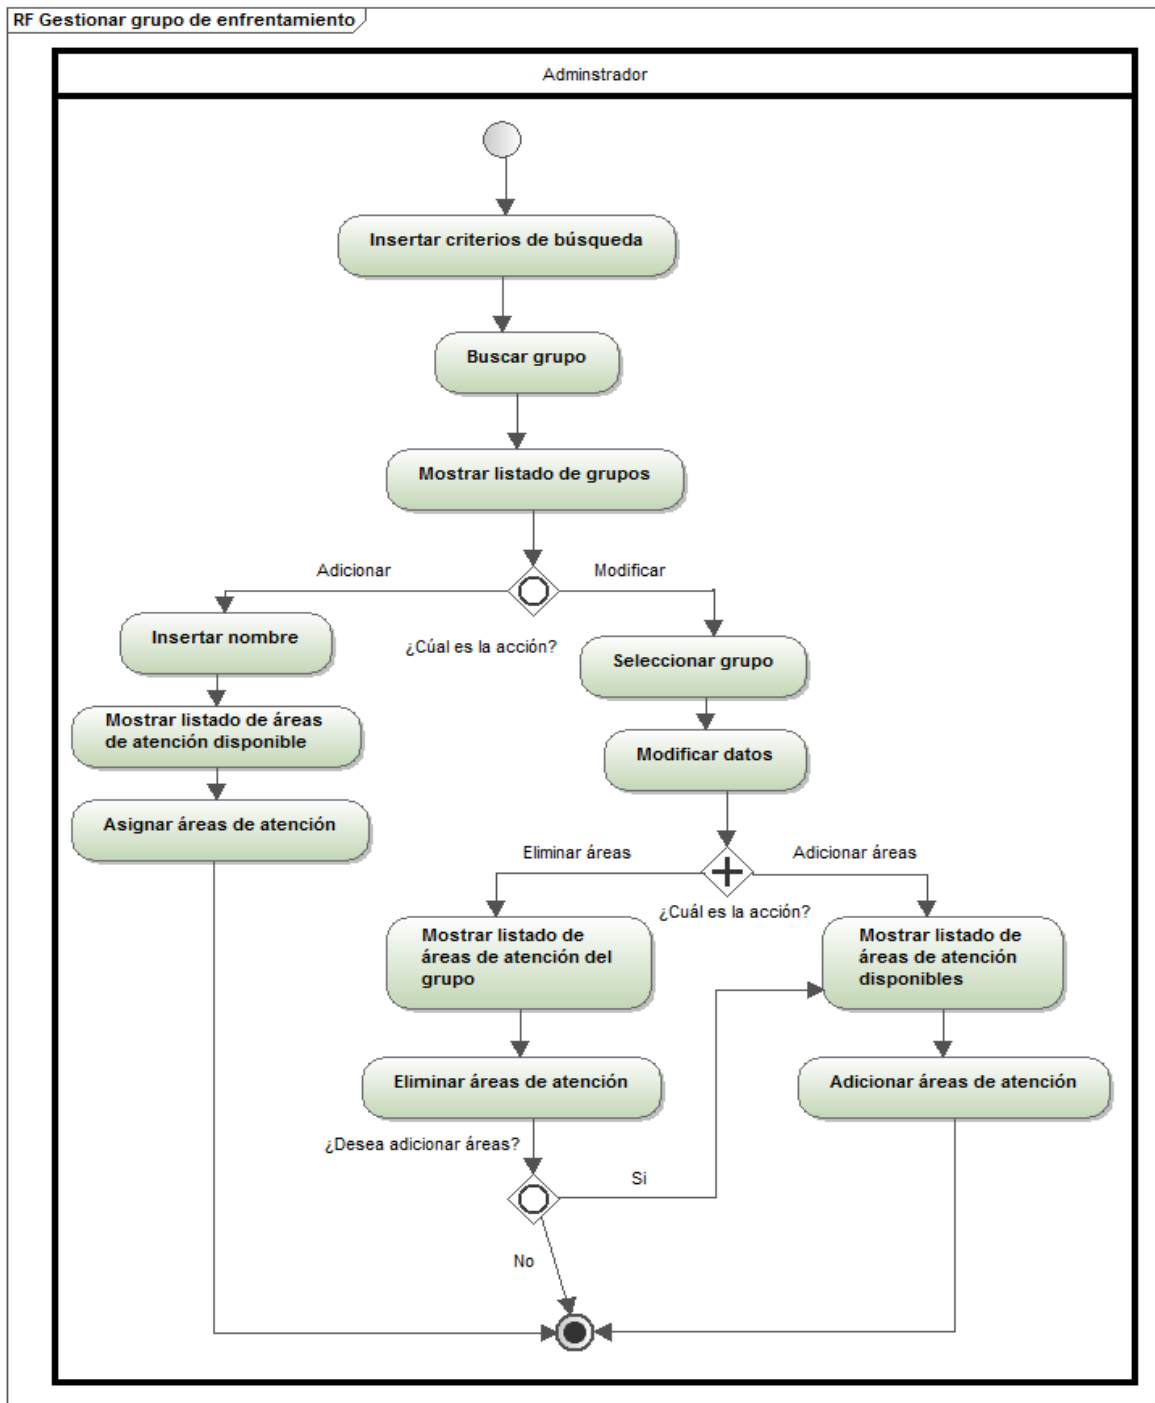 RF Gestionar grupo de enfrentamiento
Adminstrador
Insertar criterios de búsqueda
Buscar grupo
Mostrar listado de grupos
Adicionar
Modificar
¿Cúal es la acción?
Insertar nombre
Seleccionar grupo
Mostrar listado de áreas
de atención disponible
Modificar datos
Asignar áreas de atención
Eliminar áreas
Adicionar áreas
¿Cuál es la acción?
Mostrar listado de
áreas de atención del
grupo
Mostrar listado de
áreas de atención
disponibles
Eliminar áreas de atención
Adicionar áreas de atención
¿Desea adicionar áreas?
Si
No